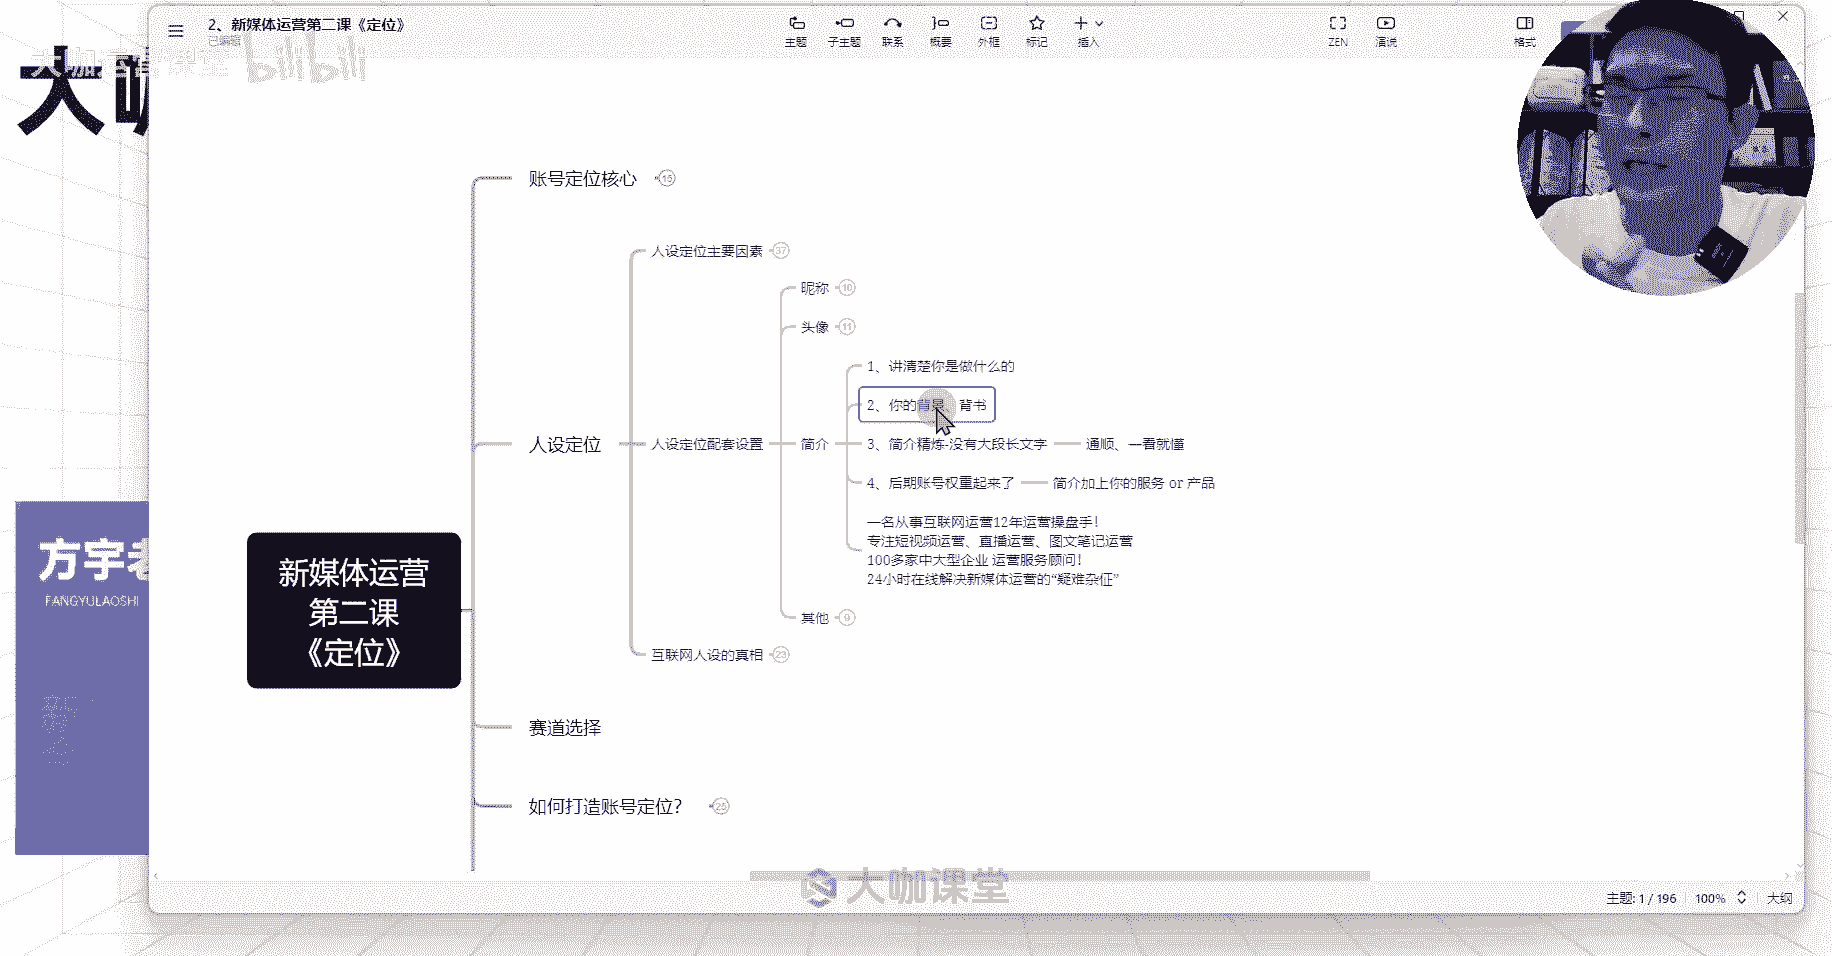 2、新媒体运营第二课《定位》
已编辑
主题
子主题
联系
概要
外框
标记
插入
ZEN
演说
格式
大咖运营课堂
bilibili
大咖
方宇老
FANGYULAOSHI
新媒体运营
第二课
《定位》
账号定位核心 15
人设定位
人设定位主要因素 37
人设定位配套设置
昵称 10
头像 11
简介
1、讲清楚你是做什么的
2、你的背景、背书
3、简介精炼-没有大段长文字
通顺、一看就懂
4、后期账号权重起来了
简介加上你的服务 or 产品
一名从事互联网运营12年运营操盘手!
专注短视频运营、直播运营、图文笔记运营
100多家中大型企业 运营服务顾问!
24小时在线解决新媒体运营的“疑难杂症”
其他 9
互联网人设的真相 23
赛道选择
如何打造账号定位? 25
大咖课堂
主题: 1 / 196
100%
大纲